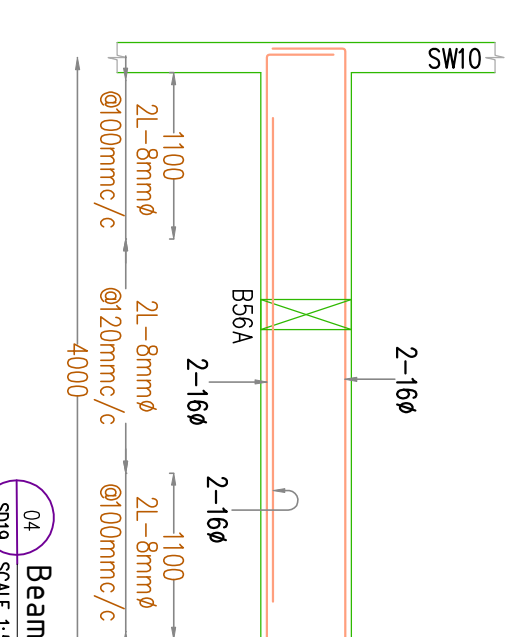 SW10
1100
2L-8mmø
@100mmc/c
B56A
2L-8mmø
@120mmc/c
4000
2-16ø
2-16ø
2-16ø
1100
2L-8mmø
@100mmc/c
04
SD19
Beam
SCALE 1: